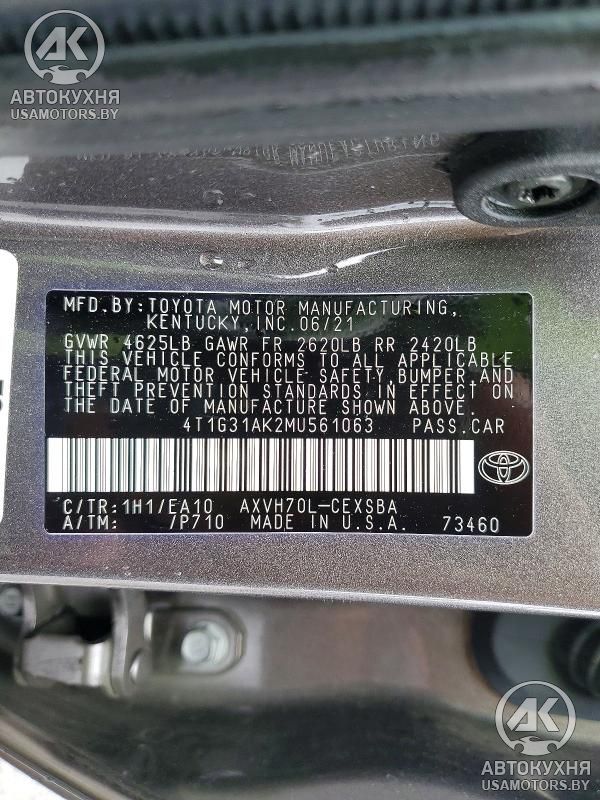 AK
АВТОКУХНЯ
USAMOTORS.BY
MFD.BY:TOYOTA MOTOR MANUFACTURING,
KENTUCKY,INC.06/21
GVWR 4625LB GAWR FR 2620LB RR 2420LB
THIS VEHICLE CONFORMS TO ALL APPLICABLE
FEDERAL MOTOR VEHICLE SAFETY,BUMPER,AND
THEFT PREVENTION STANDARDS IN EFFECT ON
THE DATE OF MANUFACTURE SHOWN ABOVE.
4T1G31AK2MU561063 PASS.CAR
C/TR:1H1/EA10 AXVH70L-CEXSBA
A/TM: /P710 MADE IN U.S.A. 73460
AK
АВТОКУХНЯ
USAMOTORS.BY